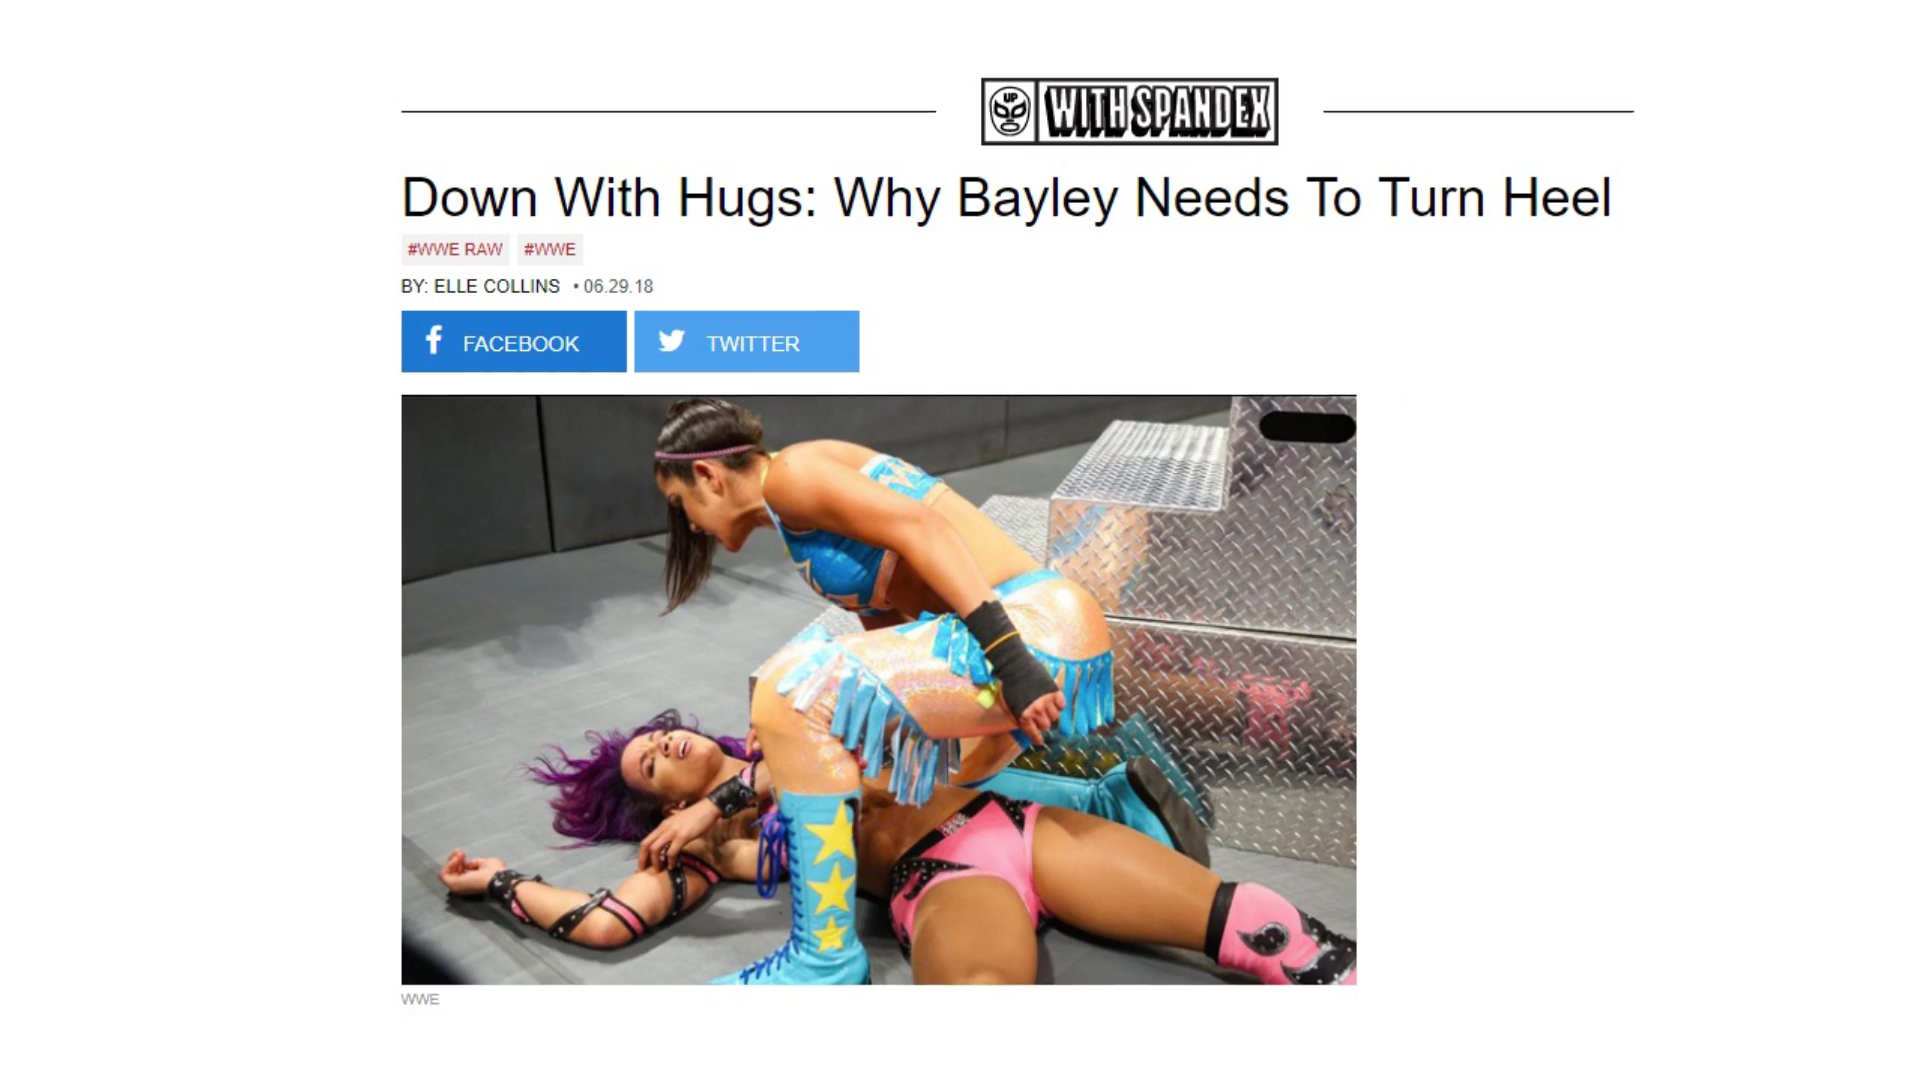 UP
WITH SPANDEX
Down With Hugs: Why Bayley Needs To Turn Heel
#WWE RAW #WWE
BY: ELLE COLLINS • 06.29.18
f FACEBOOK TWITTER
WWE